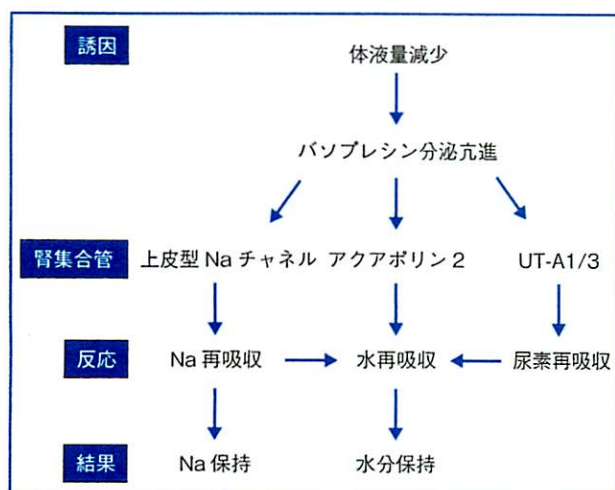 誘因
体液量減少
バソプレシン分泌亢進
腎集合管 上皮型 Na チャネル アクアポリン 2 UT-A1/3
反応 Na 再吸収 水再吸収 尿素再吸収
結果 Na 保持 水分保持